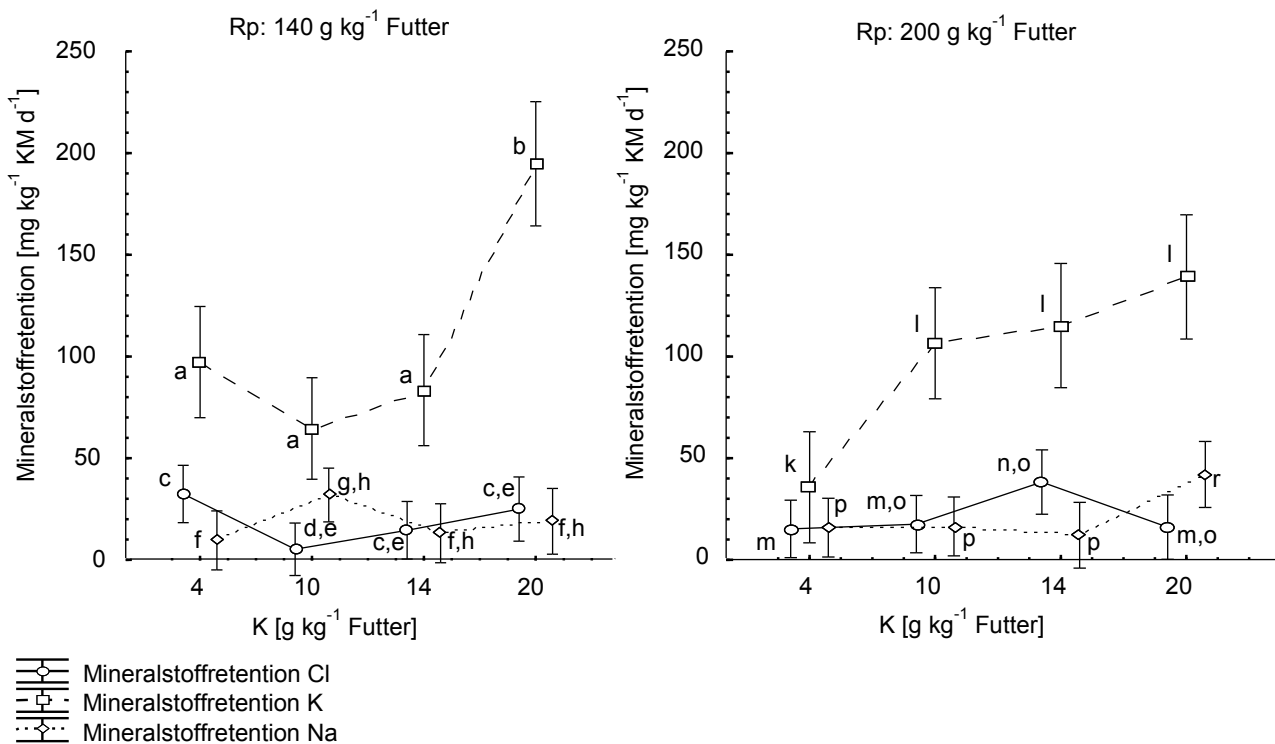 Rp: 140 g kg⁻¹ Futter
Mineralstoffretention [mg kg⁻¹ KM d⁻¹]
250
200
150
100
50
0
a
a
a
b
c
d,e
c,e
c,e
f
g,h
f,h
f,h
4 10 14 20
K [g kg⁻¹ Futter]
Rp: 200 g kg⁻¹ Futter
Mineralstoffretention [mg kg⁻¹ KM d⁻¹]
250
200
150
100
50
0
k
l
l
l
m
m,o
n,o
m,o
p
p
p
r
4 10 14 20
K [g kg⁻¹ Futter]
Mineralstoffretention Cl
Mineralstoffretention K
Mineralstoffretention Na